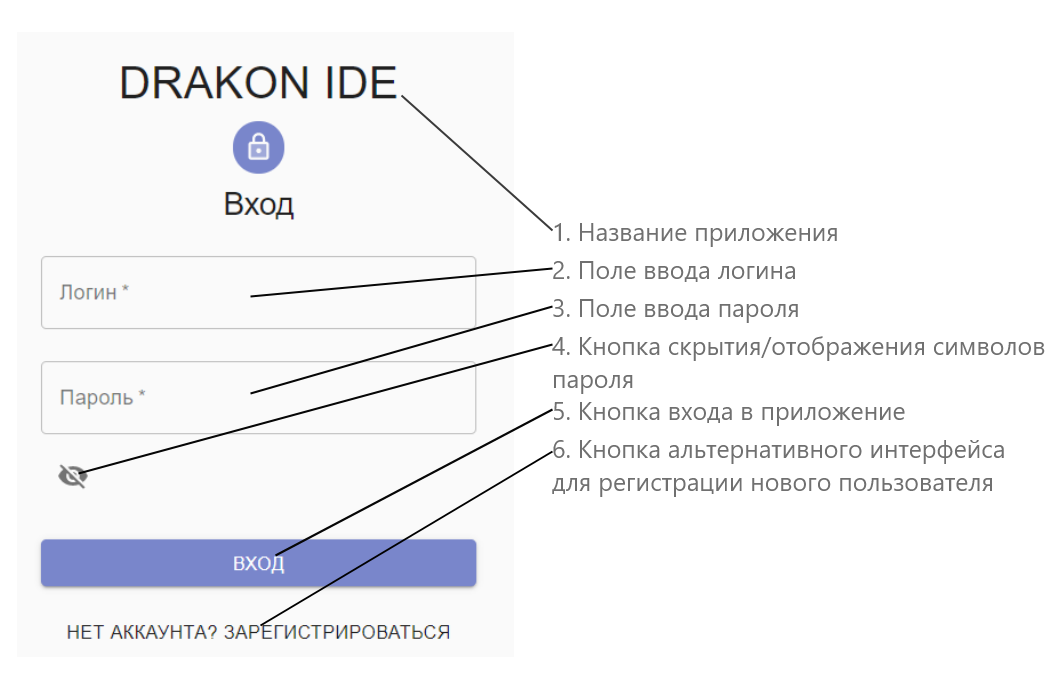 DRAKON IDE
Вход
Логин *
Пароль *
ВХОД
НЕТ АККАУНТА? ЗАРЕГИСТРИРОВАТЬСЯ
1. Название приложения
2. Поле ввода логина
3. Поле ввода пароля
4. Кнопка скрытия/отображения символов
пароля
5. Кнопка входа в приложение
6. Кнопка альтернативного интерфейса
для регистрации нового пользователя